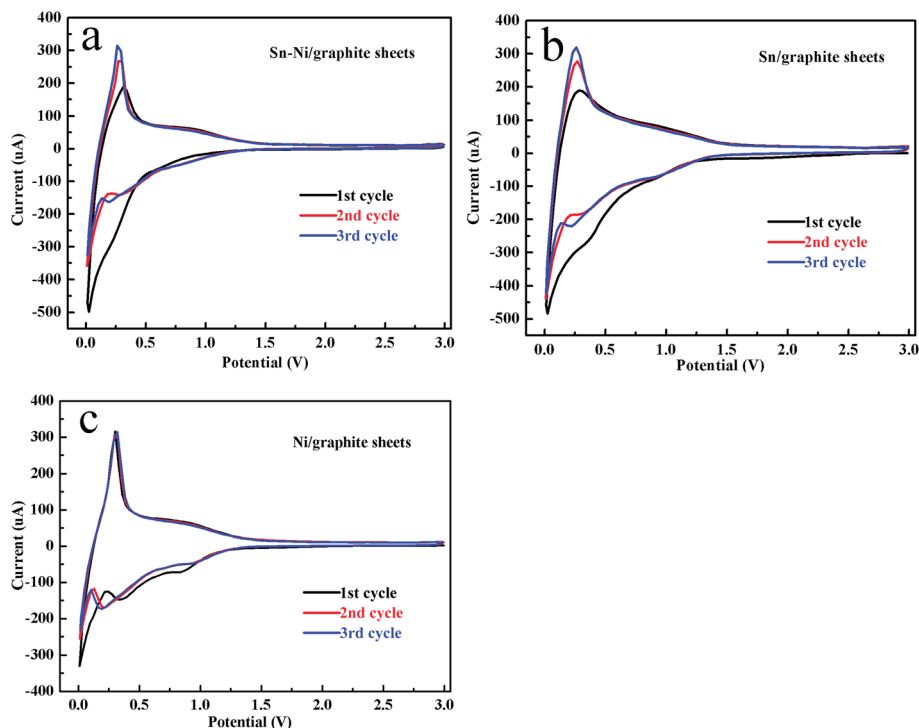 a
Sn-Ni/graphite sheets
400
300
200
100
0
-100
-200
-300
-400
-500
Current (uA)
1st cycle
2nd cycle
3rd cycle
0.0 0.5 1.0 1.5 2.0 2.5 3.0
Potential (V)
b
Sn/graphite sheets
400
300
200
100
0
-100
-200
-300
-400
-500
Current (uA)
1st cycle
2nd cycle
3rd cycle
0.0 0.5 1.0 1.5 2.0 2.5 3.0
Potential (V)
c
Ni/graphite sheets
400
300
200
100
0
-100
-200
-300
-400
Current (uA)
1st cycle
2nd cycle
3rd cycle
0.0 0.5 1.0 1.5 2.0 2.5 3.0
Potential (V)